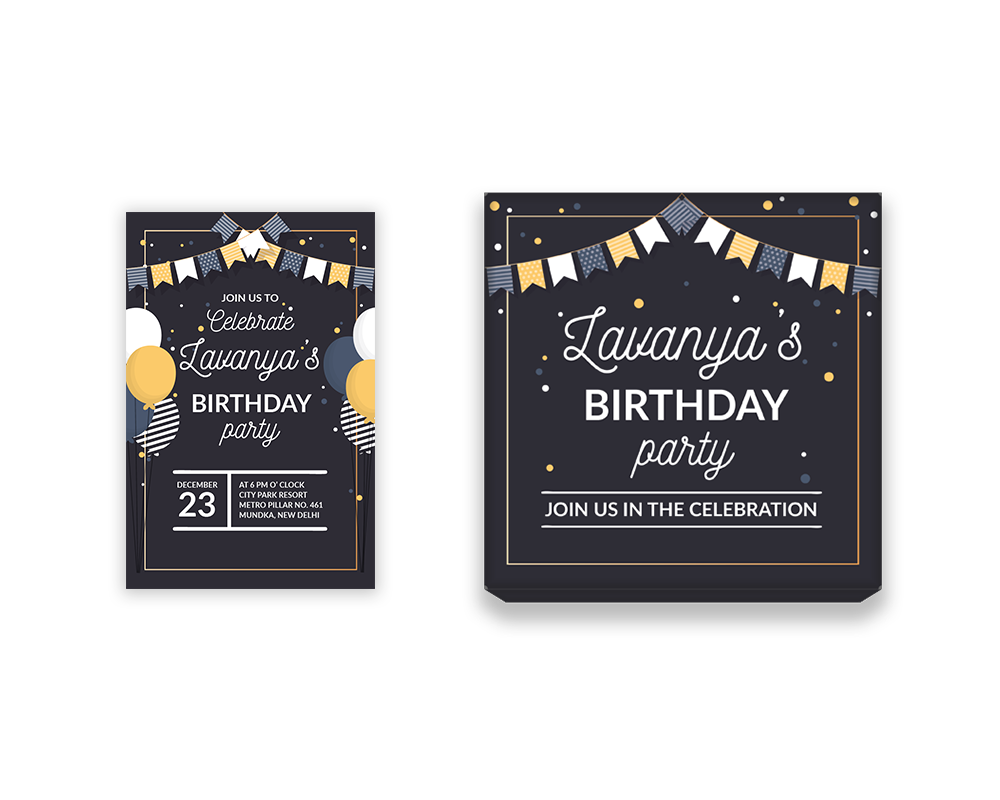 JOIN US TO
Celebrate
Lavanya's
BIRTHDAY
party
DECEMBER
23
AT 6 PM O' CLOCK
CITY PARK RESORT
METRO PILLAR NO. 461
MUNDKA, NEW DELHI
Lavanya's
BIRTHDAY
party
JOIN US IN THE CELEBRATION